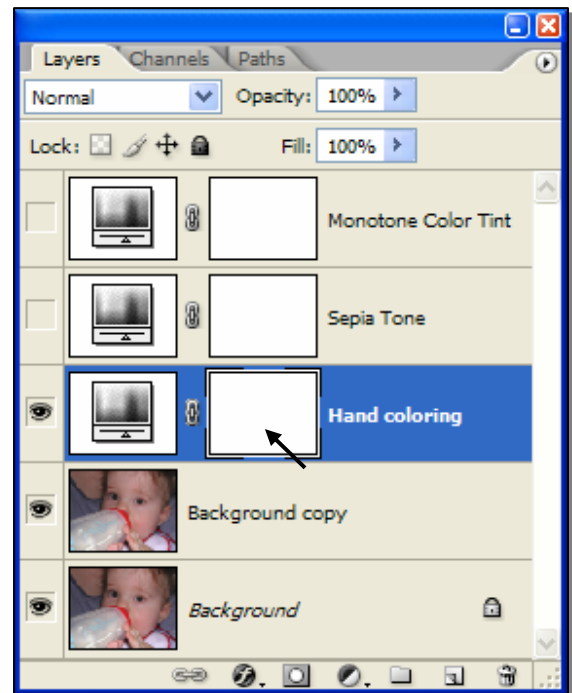 Layers Channels Paths
Normal Opacity: 100%
Lock: Fill: 100%
Monotone Color Tint
Sepia Tone
Hand coloring
Background copy
Background